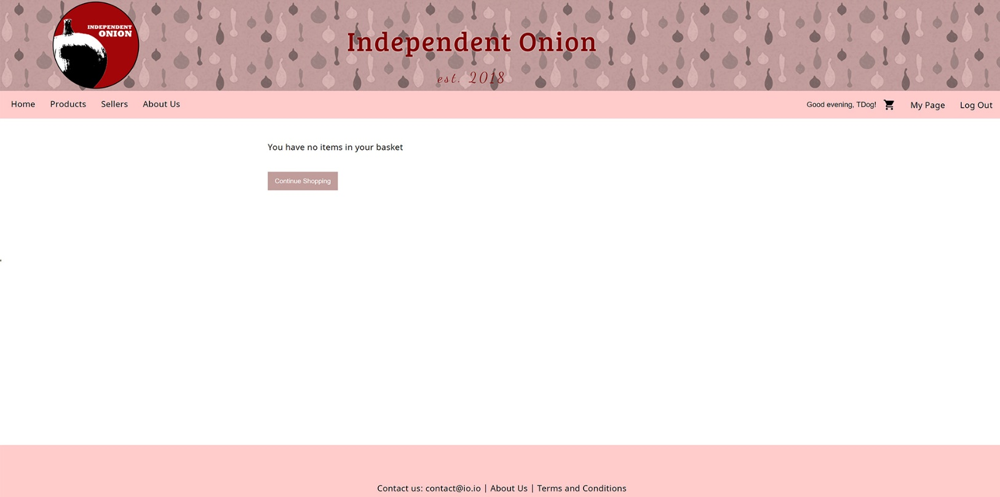 INDEPENDENT
ONION
Independent Onion
est. 2018
Home Products Sellers About Us Good evening, TDog! My Page Log Out
You have no items in your basket
Continue Shopping
'
Contact us: contact@io.io | About Us | Terms and Conditions